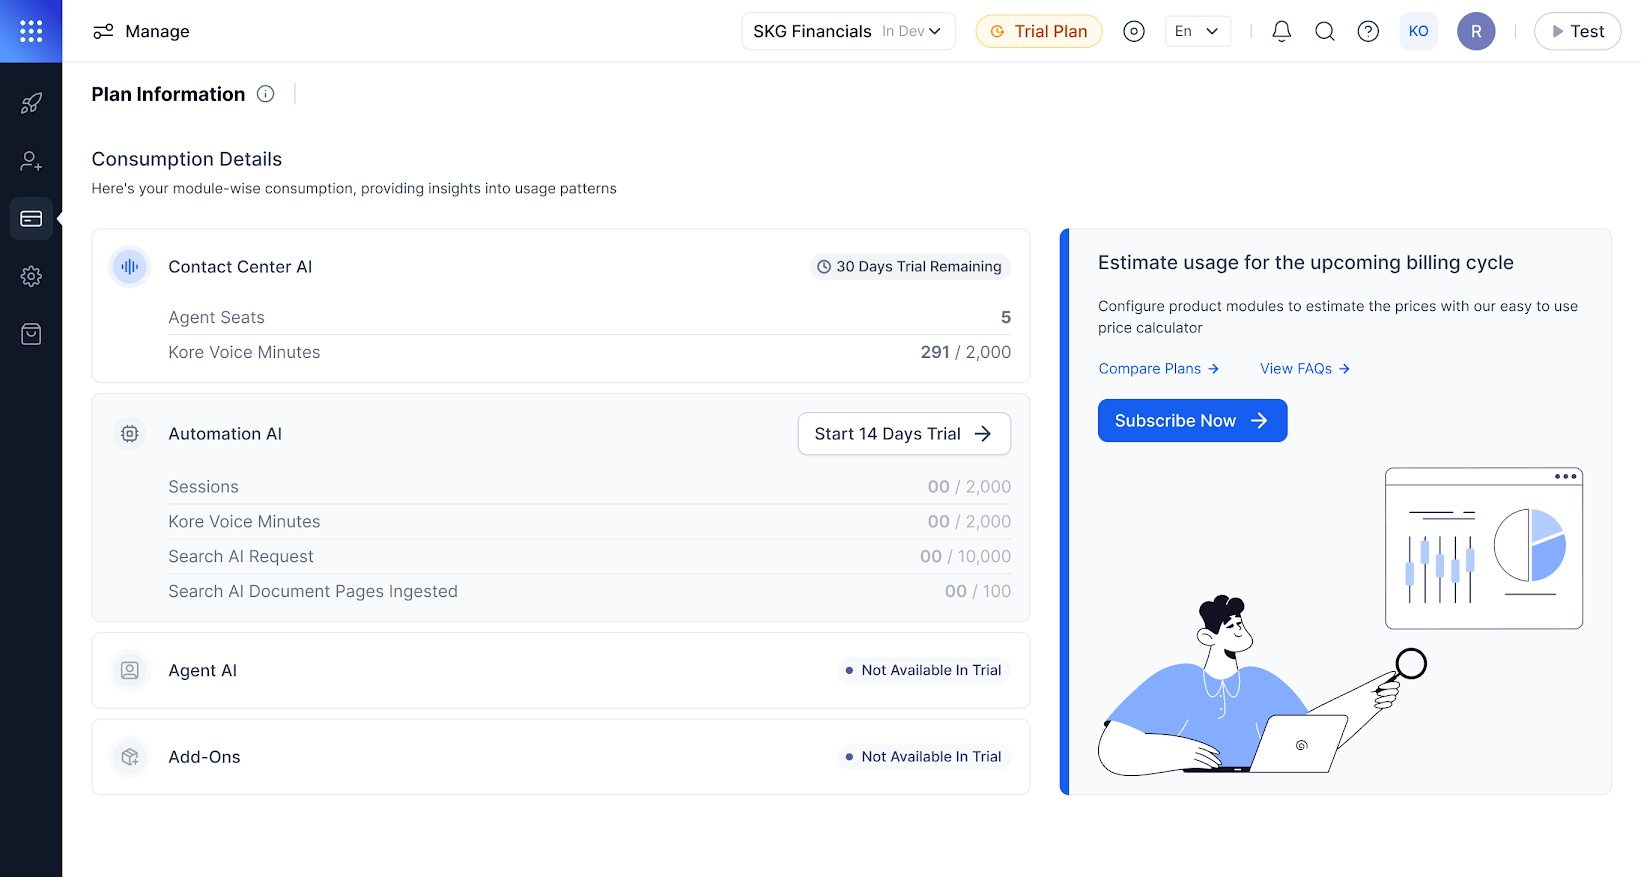 Manage
SKG Financials In Dev
Trial Plan
En
KO
R
Test
Plan Information
Consumption Details
Here's your module-wise consumption, providing insights into usage patterns
Contact Center AI
30 Days Trial Remaining
Agent Seats 5
Kore Voice Minutes 291 / 2,000
Automation AI
Start 14 Days Trial
Sessions 00 / 2,000
Kore Voice Minutes 00 / 2,000
Search AI Request 00 / 10,000
Search AI Document Pages Ingested 00 / 100
Agent AI
Not Available In Trial
Add-Ons
Not Available In Trial
Estimate usage for the upcoming billing cycle
Configure product modules to estimate the prices with our easy to use
price calculator
Compare Plans
View FAQs
Subscribe Now